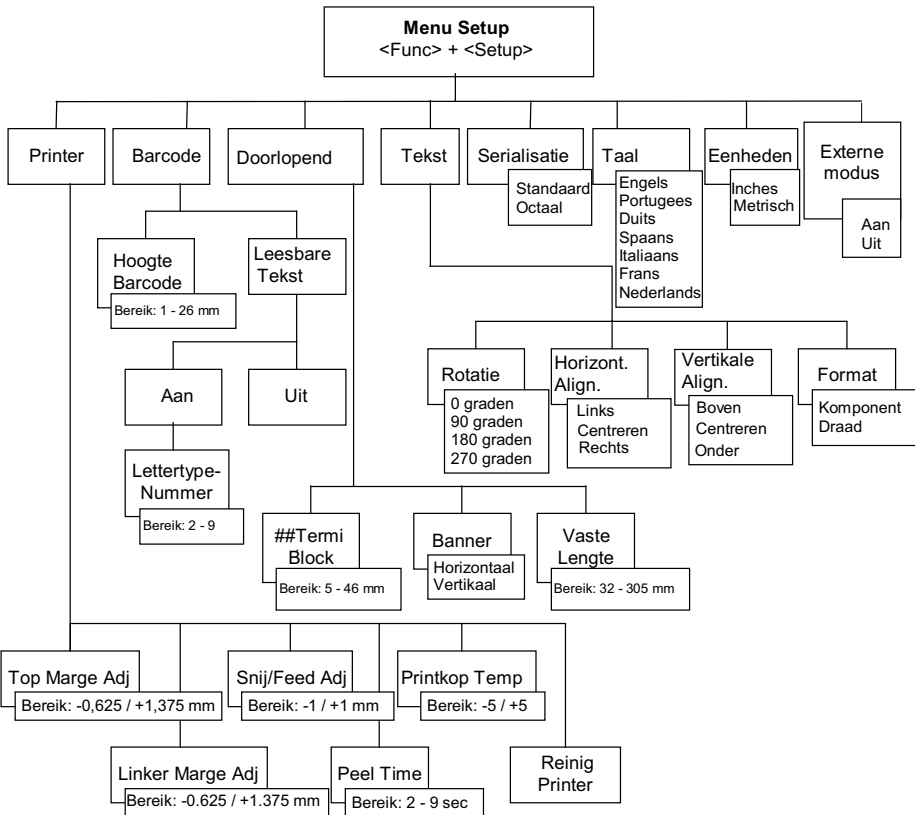 Menu Setup
<Func> + <Setup>
Printer
Barcode
Doorlopend
Tekst
Serialisatie
Standaard
Octaal
Taal
Engels
Portugees
Duits
Spaans
Italiaans
Frans
Nederlands
Eenheden
Inches
Metrisch
Externe
modus
Aan
Uit
Hoogte
Barcode
Bereik: 1 - 26 mm
Leesbare
Tekst
Aan
Uit
Lettertype-
Nummer
Bereik: 2 - 9
Rotatie
0 graden
90 graden
180 graden
270 graden
Horizont.
Align.
Links
Centreren
Rechts
Vertikale
Align.
Boven
Centreren
Onder
Format
Komponent
Draad
##Termi
Block
Bereik: 5 - 46 mm
Banner
Horizontaal
Vertikaal
Vaste
Lengte
Bereik: 32 - 305 mm
Top Marge Adj
Bereik: -0,625 / +1,375 mm
Snij/Feed Adj
Bereik: -1 / +1 mm
Printkop Temp
Bereik: -5 / +5
Linker Marge Adj
Bereik: -0.625 / +1.375 mm
Peel Time
Bereik: 2 - 9 sec
Reinig
Printer